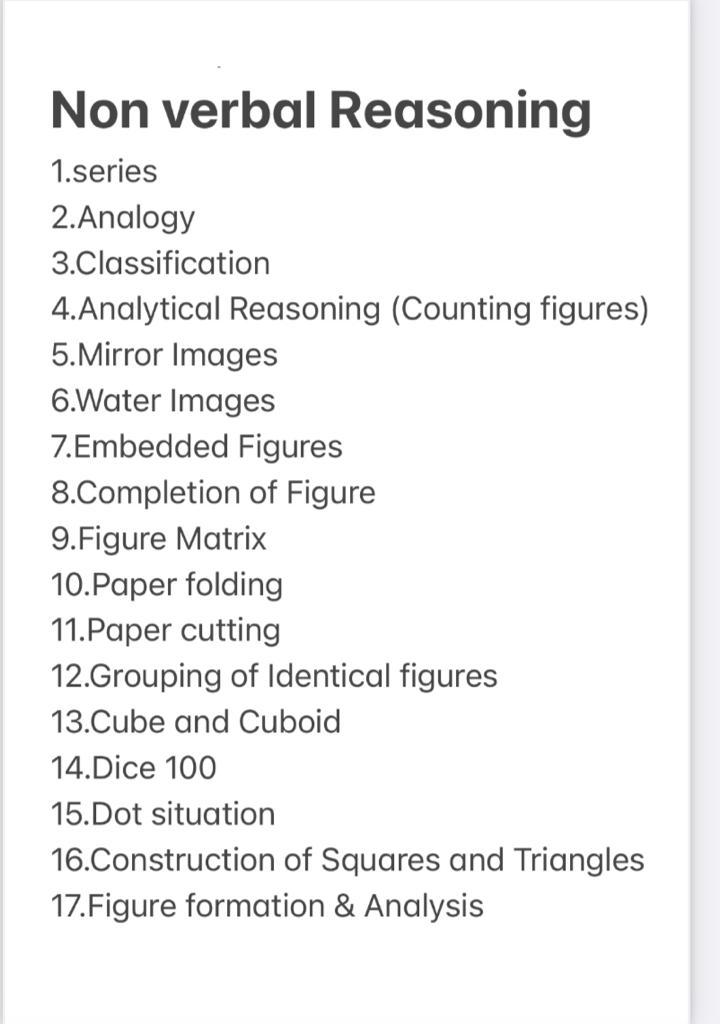 Non verbal Reasoning
1.series
2.Analogy
3.Classification
4.Analytical Reasoning (Counting figures)
5.Mirror Images
6.Water Images
7.Embedded Figures
8.Completion of Figure
9.Figure Matrix
10.Paper folding
11.Paper cutting
12.Grouping of Identical figures
13.Cube and Cuboid
14.Dice 100
15.Dot situation
16.Construction of Squares and Triangles
17.Figure formation & Analysis